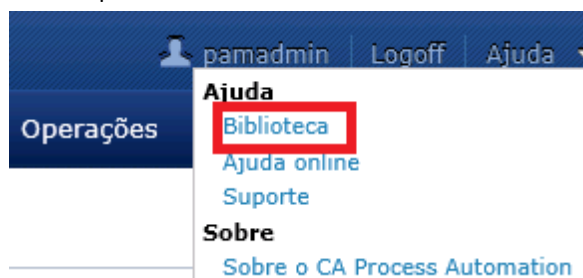 pamadmin Logoff Ajuda
Ajuda
Operações
Biblioteca
Ajuda online
Suporte
Sobre
Sobre o CA Process Automation